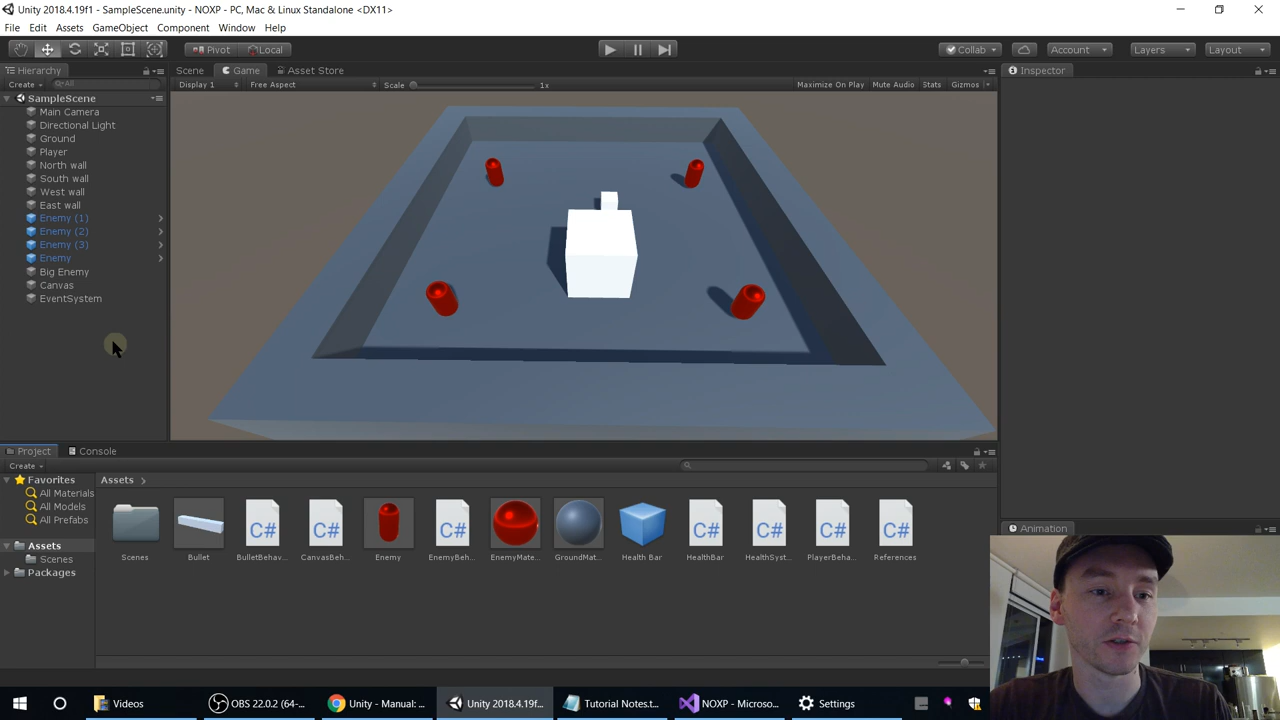 Unity 2018.4.19f1 - SampleScene.unity - NOXP - PC, Mac & Linux Standalone <DX11>
File Edit Assets GameObject Component Window Help
Pivot Local Collab Account Layers Layout
Hierarchy Scene Game Asset Store Inspector
Create All Display 1 Free Aspect Scale 1x Maximize On Play Mute Audio Stats Gizmos
SampleScene
Main Camera
Directional Light
Ground
Player
North wall
South wall
West wall
East wall
Enemy (1)
Enemy (2)
Enemy (3)
Enemy
Big Enemy
Canvas
EventSystem
Project Console
Create
Favorites
All Materials
All Models
All Prefabs
Assets
Scenes
Packages
Assets
C# C# C# C# C# C# C#
Scenes Bullet BulletBehav... CanvasBeh... Enemy EnemyBeh... EnemyMate... GroundMat... Health Bar HealthBar HealthSyst... PlayerBeha... References
Animation
Videos OBS 22.0.2 (64-... Unity - Manual: ... Unity 2018.4.19f... Tutorial Notes.t... NOXP - Microso... Settings